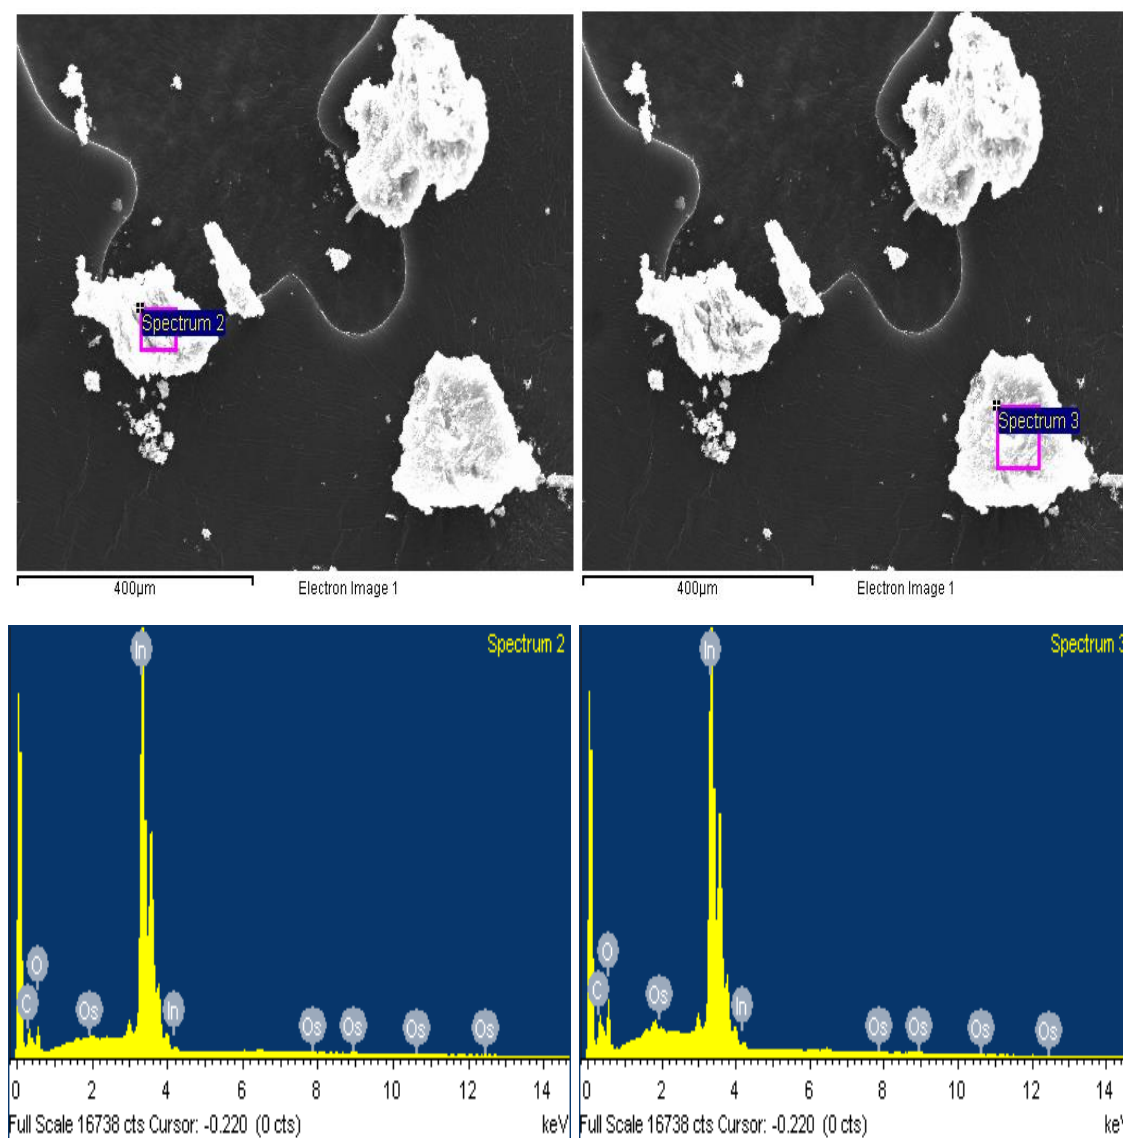 Spectrum 2
Spectrum 3
400µm Electron Image 1
400µm Electron Image 1
Spectrum 2
In
O
C
Os
In
Os
Os
Os
Os
0 2 4 6 8 10 12 14
Full Scale 16738 cts Cursor: -0.220 (0 cts) keV
Spectrum 3
In
O
C
Os
In
Os
Os
Os
Os
0 2 4 6 8 10 12 14
Full Scale 16738 cts Cursor: -0.220 (0 cts) keV